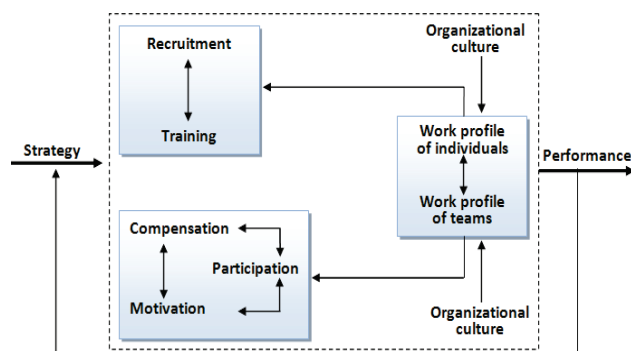 Recruitment
Training
Strategy
Compensation
Participation
Motivation
Organizational
culture
Work profile
of individuals
Work profile
of teams
Performance
Organizational
culture